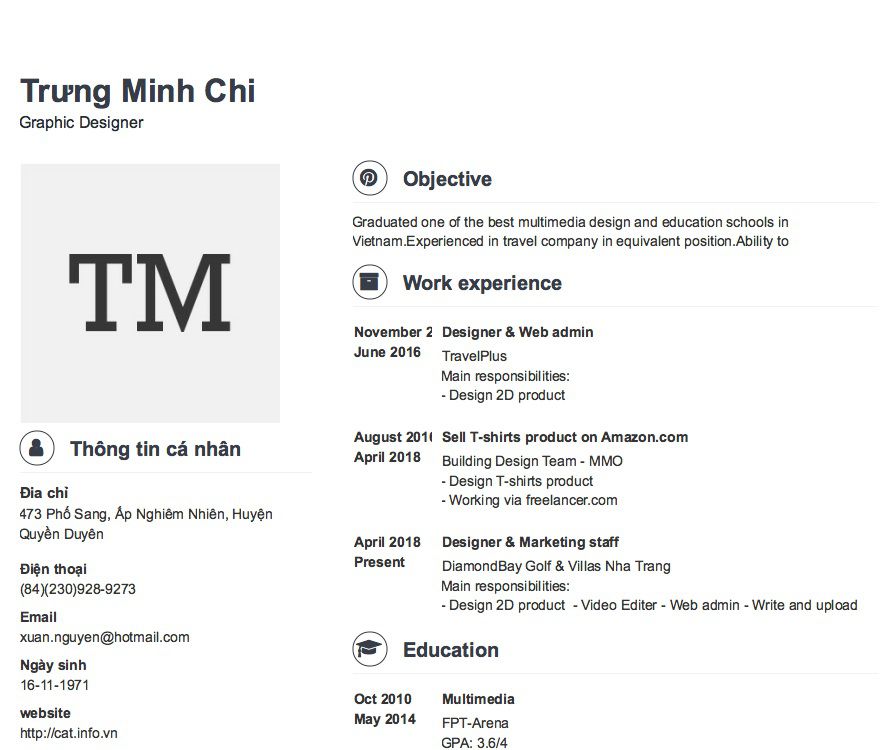 Trưng Minh Chi
Graphic Designer
TM
Thông tin cá nhân
Địa chỉ
473 Phố Sang, Ấp Nghiêm Nhiên, Huyện
Quyền Duyên
Điện thoại
(84)(230)928-9273
Email
xuan.nguyen@hotmail.com
Ngày sinh
16-11-1971
website
http://cat.info.vn
Objective
Graduated one of the best multimedia design and education schools in
Vietnam.Experienced in travel company in equivalent position.Ability to
Work experience
November 2
June 2016
Designer & Web admin
TravelPlus
Main responsibilities:
- Design 2D product
August 2016
April 2018
Sell T-shirts product on Amazon.com
Building Design Team - MMO
- Design T-shirts product
- Working via freelancer.com
April 2018
Present
Designer & Marketing staff
DiamondBay Golf & Villas Nha Trang
Main responsibilities:
- Design 2D product - Video Editer - Web admin - Write and upload
Education
Oct 2010
May 2014
Multimedia
FPT-Arena
GPA: 3.6/4